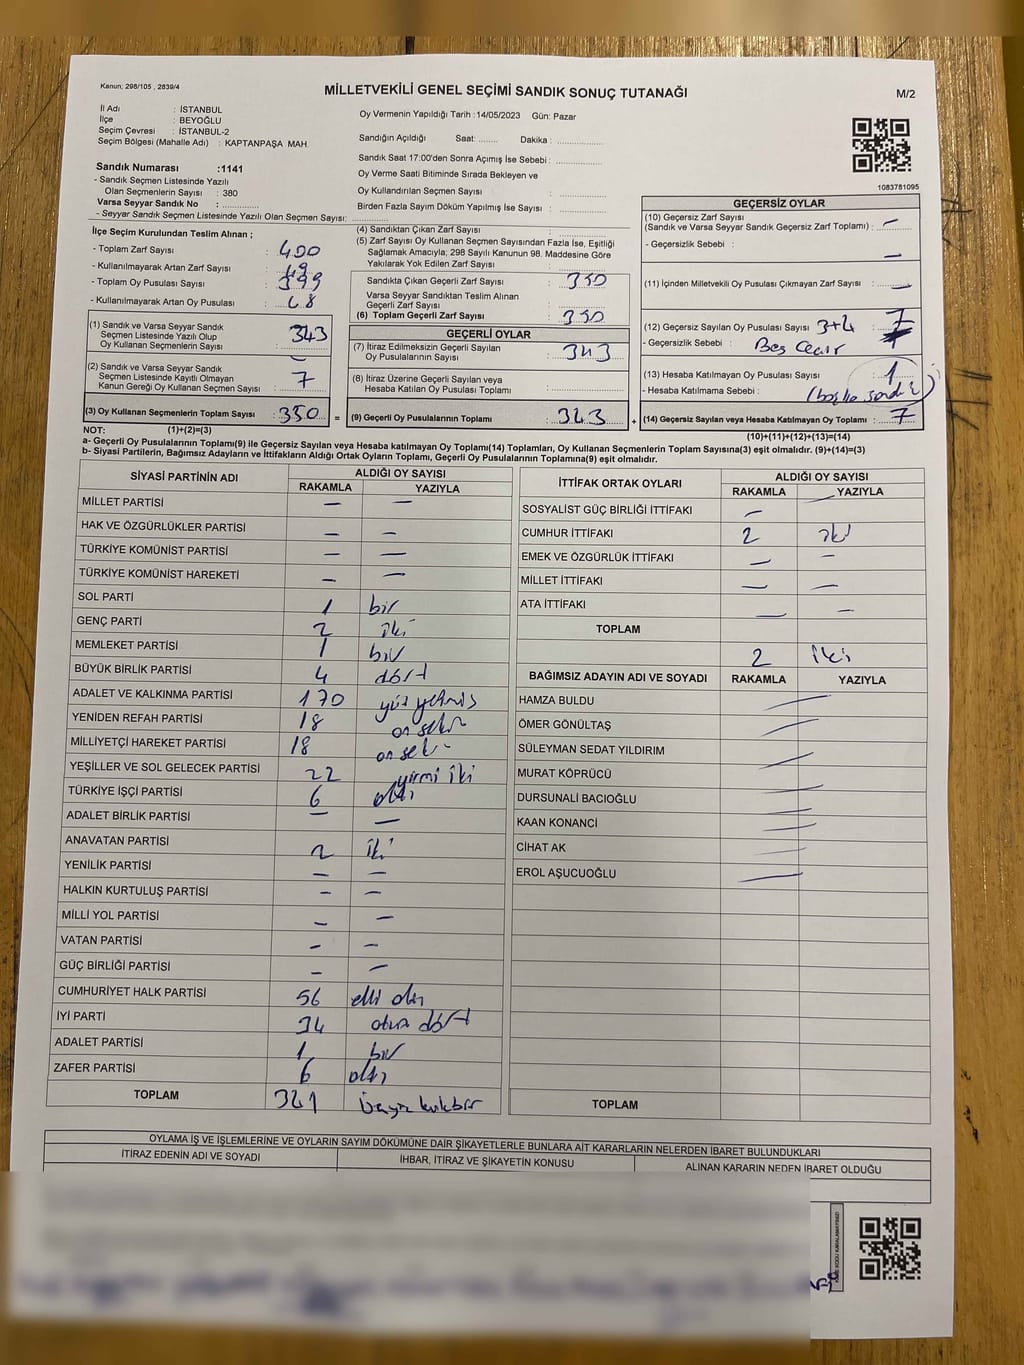 Kanun; 298/105 , 2839/4
MİLLETVEKİLİ GENEL SEÇİMİ SANDIK SONUÇ TUTANAĞI
M/2
İl Adı : İSTANBUL
İlçe : BEYOĞLU
Seçim Çevresi : İSTANBUL-2
Seçim Bölgesi (Mahalle Adı) : KAPTANPAŞA MAH.
Sandık Numarası :1141
- Sandık Seçmen Listesinde Yazılı
Olan Seçmenlerin Sayısı : 380
Varsa Seyyar Sandık No :
- Seyyar Sandık Seçmen Listesinde Yazılı Olan Seçmen Sayısı:
Oy Vermenin Yapıldığı Tarih : 14/05/2023 Gün: Pazar
Sandığın Açıldığı Saat: Dakika :
Sandık Saat 17:00'den Sonra Açımış İse Sebebi :
Oy Verme Saati Bitiminde Sırada Bekleyen ve
Oy Kullandırılan Seçmen Sayısı :
Birden Fazla Sayım Döküm Yapılmış İse Sayısı :
1083781095
İlçe Seçim Kurulundan Teslim Alınan ;
- Toplam Zarf Sayısı : 400
- Kullanılmayarak Artan Zarf Sayısı : 49
- Toplam Oy Pusulası Sayısı : 399
- Kullanılmayarak Artan Oy Pusulası : 48
(1) Sandık ve Varsa Seyyar Sandık
Seçmen Listesinde Yazılı Olup
Oy Kullanan Seçmenlerin Sayısı : 343
(2) Sandık ve Varsa Seyyar Sandık
Seçmen Listesinde Kayıtlı Olmayan
Kanun Gereği Oy Kullanan Seçmen Sayısı : 7
(3) Oy Kullanan Seçmenlerin Toplam Sayısı : 350 =
(4) Sandıktan Çıkan Zarf Sayısı :
(5) Zarf Sayısı Oy Kullanan Seçmen Sayısından Fazla İse, Eşitliği
Sağlamak Amacıyla; 298 Sayılı Kanunun 98. Maddesine Göre
Yakılarak Yok Edilen Zarf Sayısı :
Sandıkta Çıkan Geçerli Zarf Sayısı : 350
Varsa Seyyar Sandıktan Teslim Alınan
Geçerli Zarf Sayısı :
(6) Toplam Geçerli Zarf Sayısı : 350
GEÇERLİ OYLAR
(7) İtiraz Edilmeksizin Geçerli Sayılan
Oy Pusulalarının Sayısı : 343
(8) İtiraz Üzerine Geçerli Sayılan veya
Hesaba Katılan Oy Pusulası Toplamı :
(9) Geçerli Oy Pusulalarının Toplamı : 343 +
GEÇERSİZ OYLAR
(10) Geçersiz Zarf Sayısı
(Sandık ve Varsa Seyyar Sandık Geçersiz Zarf Toplamı) : —
- Geçersizlik Sebebi : —
(11) İçinden Milletvekili Oy Pusulası Çıkmayan Zarf Sayısı : —
(12) Geçersiz Sayılan Oy Pusulası Sayısı 3+4 : 7
- Geçersizlik Sebebi :
(13) Hesaba Katılmayan Oy Pusulası Sayısı : 1
- Hesaba Katılmama Sebebi :
(14) Geçersiz Sayılan veya Hesaba Katılmayan Oy Toplamı : 7
NOT: (1)+(2)=(3)
(10)+(11)+(12)+(13)=(14)
a- Geçerli Oy Pusulalarının Toplamı(9) ile Geçersiz Sayılan veya Hesaba katılmayan Oy Toplamı(14) Toplamları, Oy Kullanan Seçmenlerin Toplam Sayısına(3) eşit olmalıdır. (9)+(14)=(3)
b- Siyasi Partilerin, Bağımsız Adayların ve İttifakların Aldığı Ortak Oyların Toplamı, Geçerli Oy Pusulalarının Toplamına(9) eşit olmalıdır.
SİYASİ PARTİNİN ADI ALDIĞI OY SAYISI
RAKAMLA YAZIYLA
MİLLET PARTİSİ — —
HAK VE ÖZGÜRLÜKLER PARTİSİ — —
TÜRKİYE KOMÜNİST PARTİSİ — —
TÜRKİYE KOMÜNİST HAREKETİ — —
SOL PARTİ 1 bir
GENÇ PARTİ 2 iki
MEMLEKET PARTİSİ 1 bir
BÜYÜK BİRLİK PARTİSİ 4 dört
ADALET VE KALKINMA PARTİSİ 170 yüz yetmiş
YENİDEN REFAH PARTİSİ 18 on sekiz
MİLLİYETÇİ HAREKET PARTİSİ 18 on sekiz
YEŞİLLER VE SOL GELECEK PARTİSİ 22 yirmi iki
TÜRKİYE İŞÇİ PARTİSİ 6 altı
ADALET BİRLİK PARTİSİ — —
ANAVATAN PARTİSİ 2 iki
YENİLİK PARTİSİ — —
HALKIN KURTULUŞ PARTİSİ — —
MİLLİ YOL PARTİSİ — —
VATAN PARTİSİ — —
GÜÇ BİRLİĞİ PARTİSİ — —
CUMHURİYET HALK PARTİSİ 56 elli altı
İYİ PARTİ 34 otuz dört
ADALET PARTİSİ 1 bir
ZAFER PARTİSİ 6 altı
TOPLAM 341 üçyüz kırkbir
İTTİFAK ORTAK OYLARI ALDIĞI OY SAYISI
RAKAMLA YAZIYLA
SOSYALİST GÜÇ BİRLİĞİ İTTİFAKI — —
CUMHUR İTTİFAKI 2 iki
EMEK VE ÖZGÜRLÜK İTTİFAKI — —
MİLLET İTTİFAKI — —
ATA İTTİFAKI — —
TOPLAM
2 iki
BAĞIMSIZ ADAYIN ADI VE SOYADI RAKAMLA YAZIYLA
HAMZA BULDU —
ÖMER GÖNÜLTAŞ —
SÜLEYMAN SEDAT YILDIRIM —
MURAT KÖPRÜCÜ —
DURSUNALİ BACIOĞLU —
KAAN KONANCİ —
CİHAT AK —
EROL AŞUCUOĞLU —
TOPLAM
OYLAMA İŞ VE İŞLEMLERİNE VE OYLARIN SAYIM DÖKÜMÜNE DAİR ŞİKAYETLERLE BUNLARA AİT KARARLARIN NELERDEN İBARET BULUNDUKLARI
İTİRAZ EDENİN ADI VE SOYADI İHBAR, İTİRAZ VE ŞİKAYETİN KONUSU ALINAN KARARIN NEDEN İBARET OLDUĞU